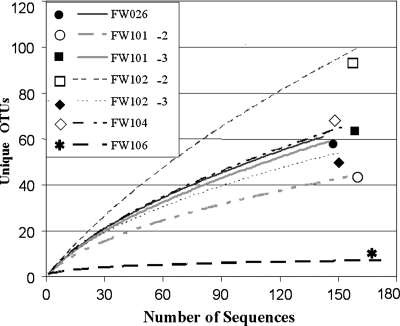 120
100
80
60
40
20
0
Unique OTUs
FW026
FW101 -2
FW101 -3
FW102 -2
FW102 -3
FW104
FW106
0 30 60 90 120 150 180
Number of Sequences